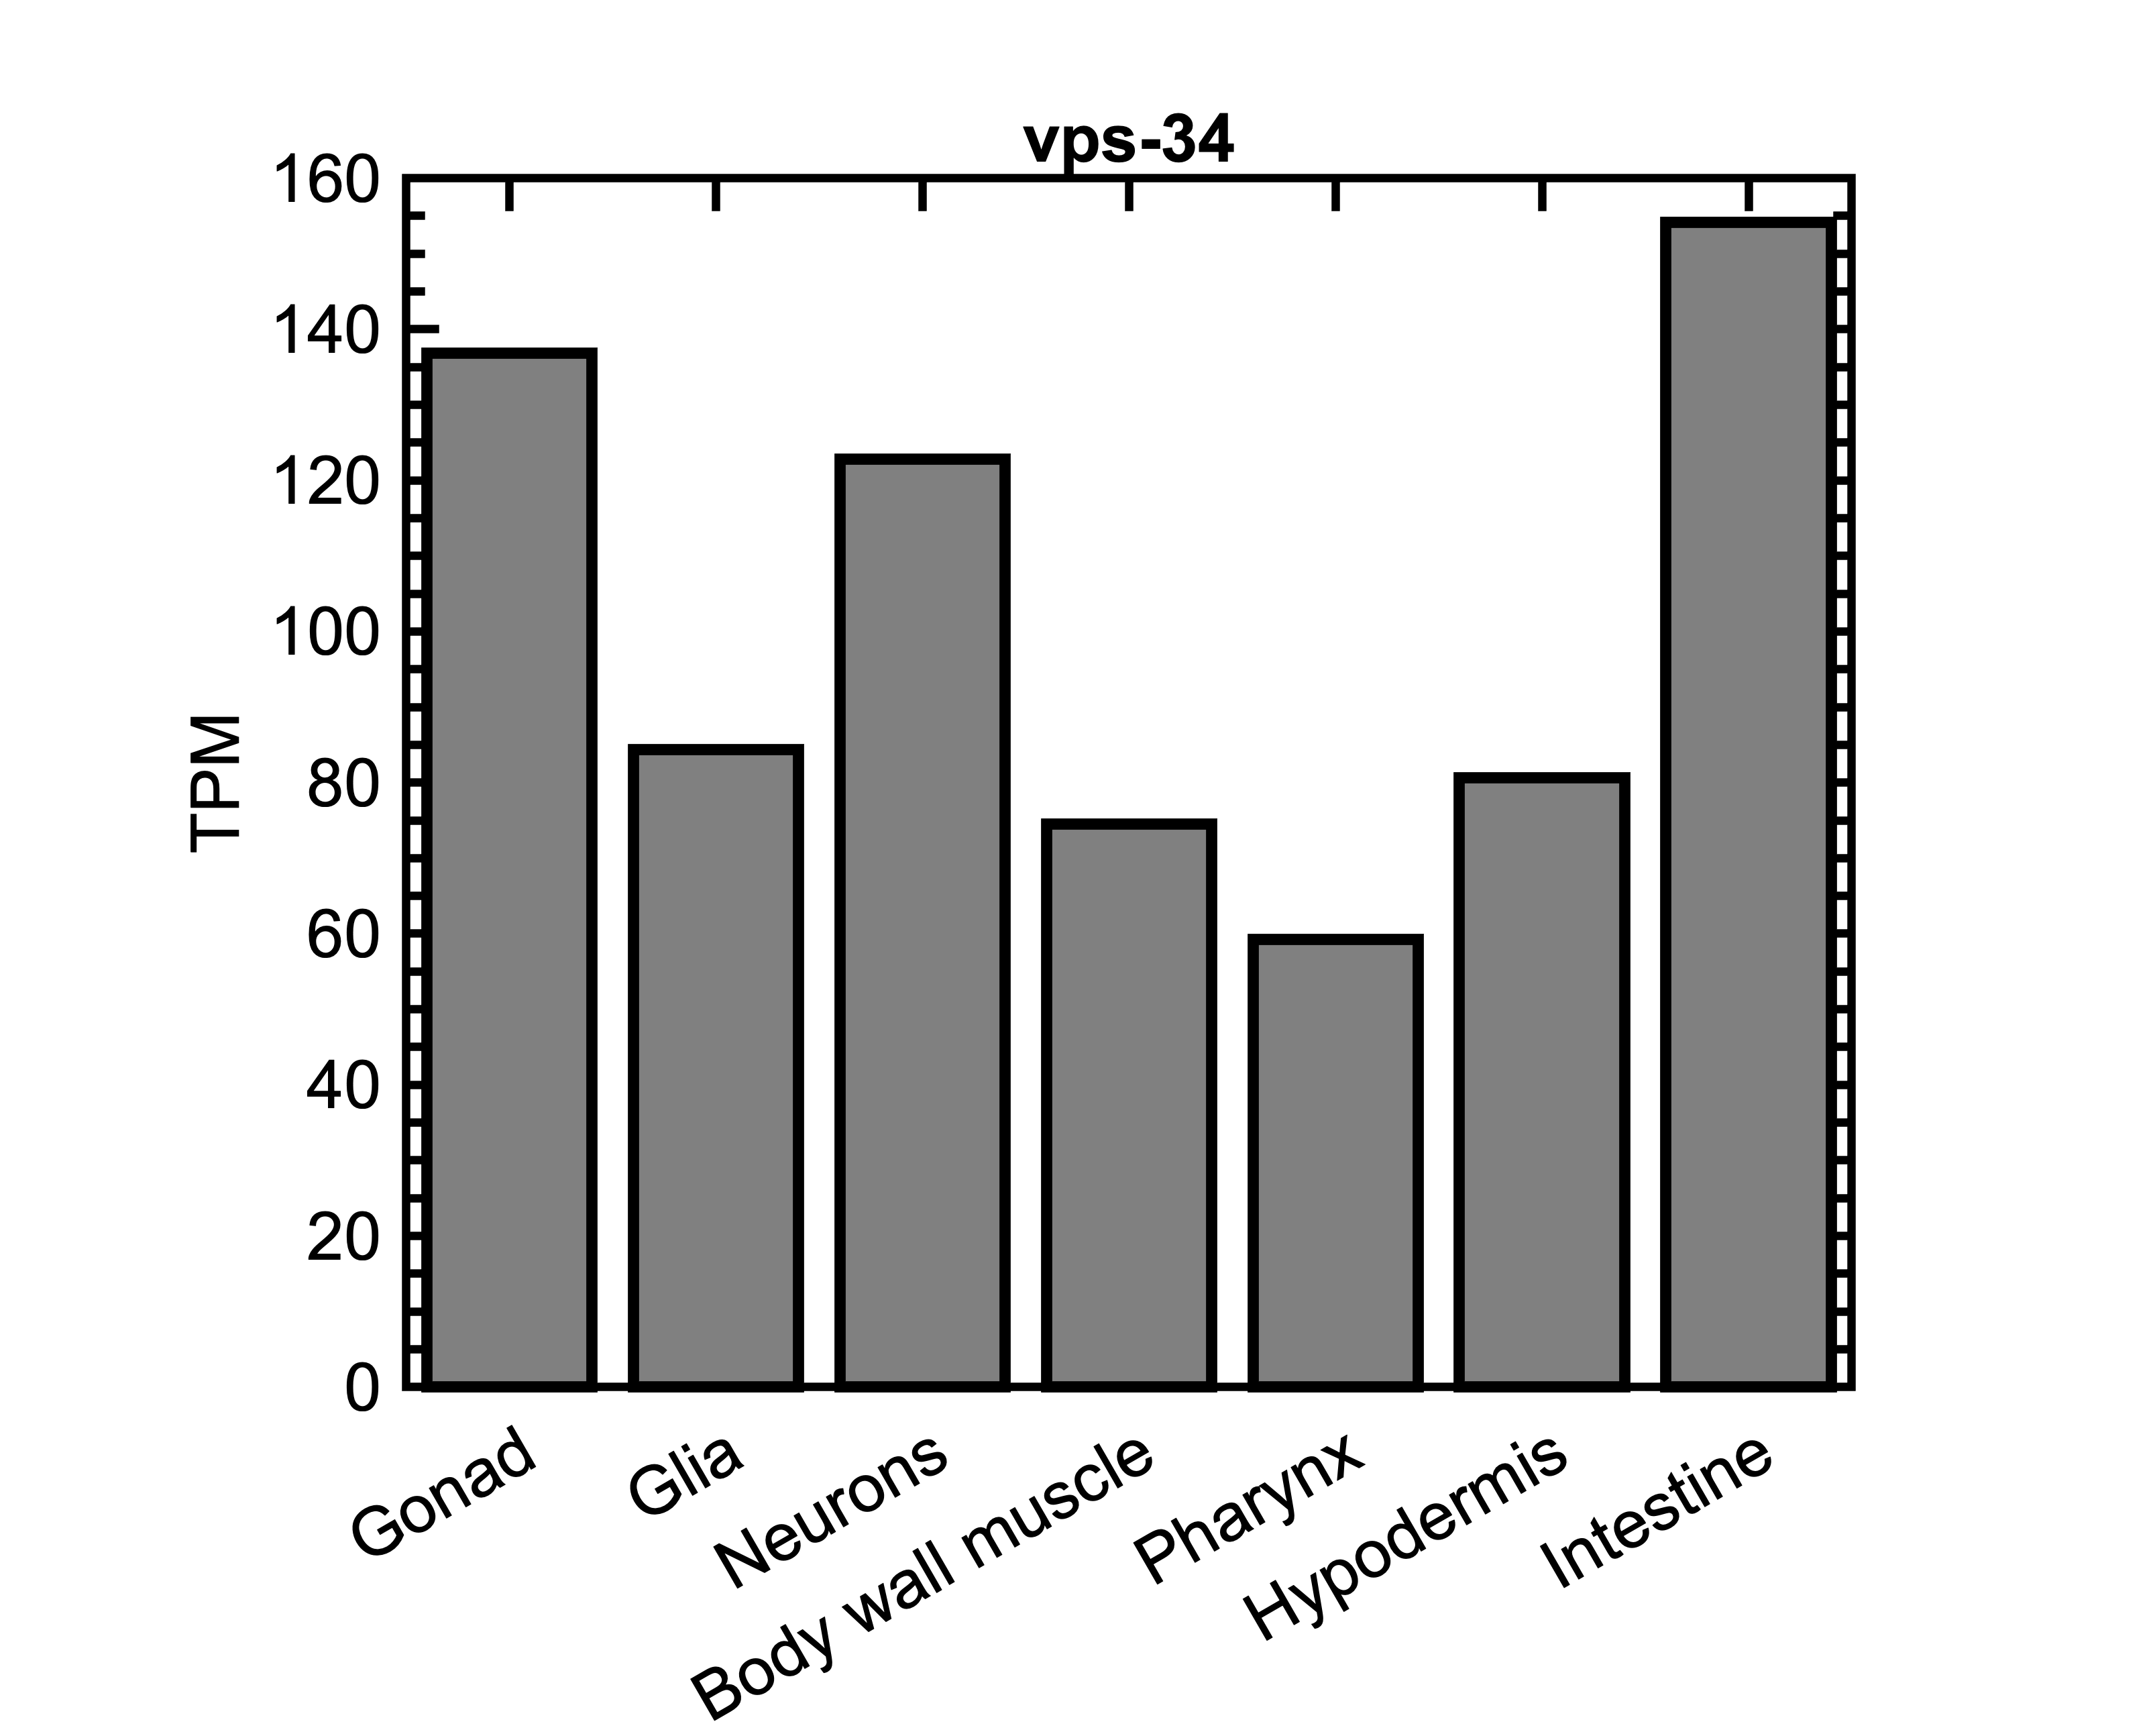 vps-34
160
140
120
100
80
60
40
20
0
TPM
Gonad
Glia
Neurons
Body wall muscle
Pharynx
Hypodermis
Intestine